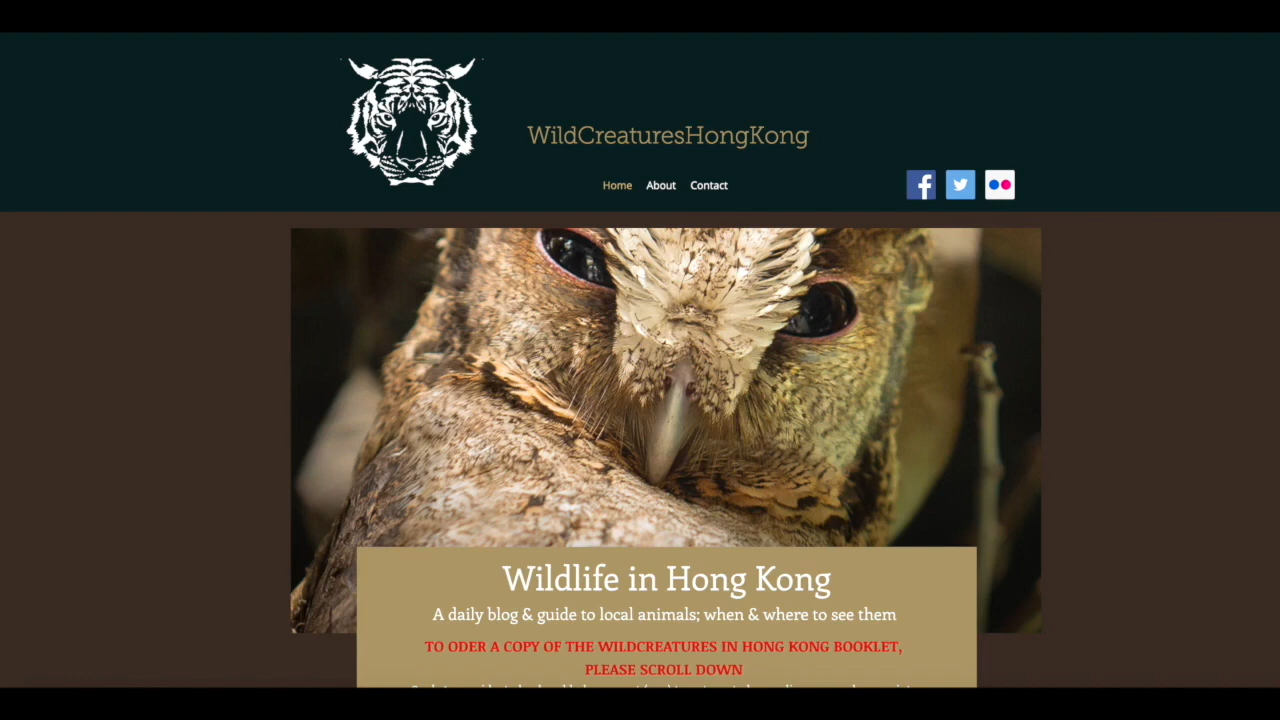 WildCreaturesHongKong
Home About Contact
Wildlife in Hong Kong
A daily blog & guide to local animals; when & where to see them
TO ODER A COPY OF THE WILDCREATURES IN HONG KONG BOOKLET,
PLEASE SCROLL DOWN